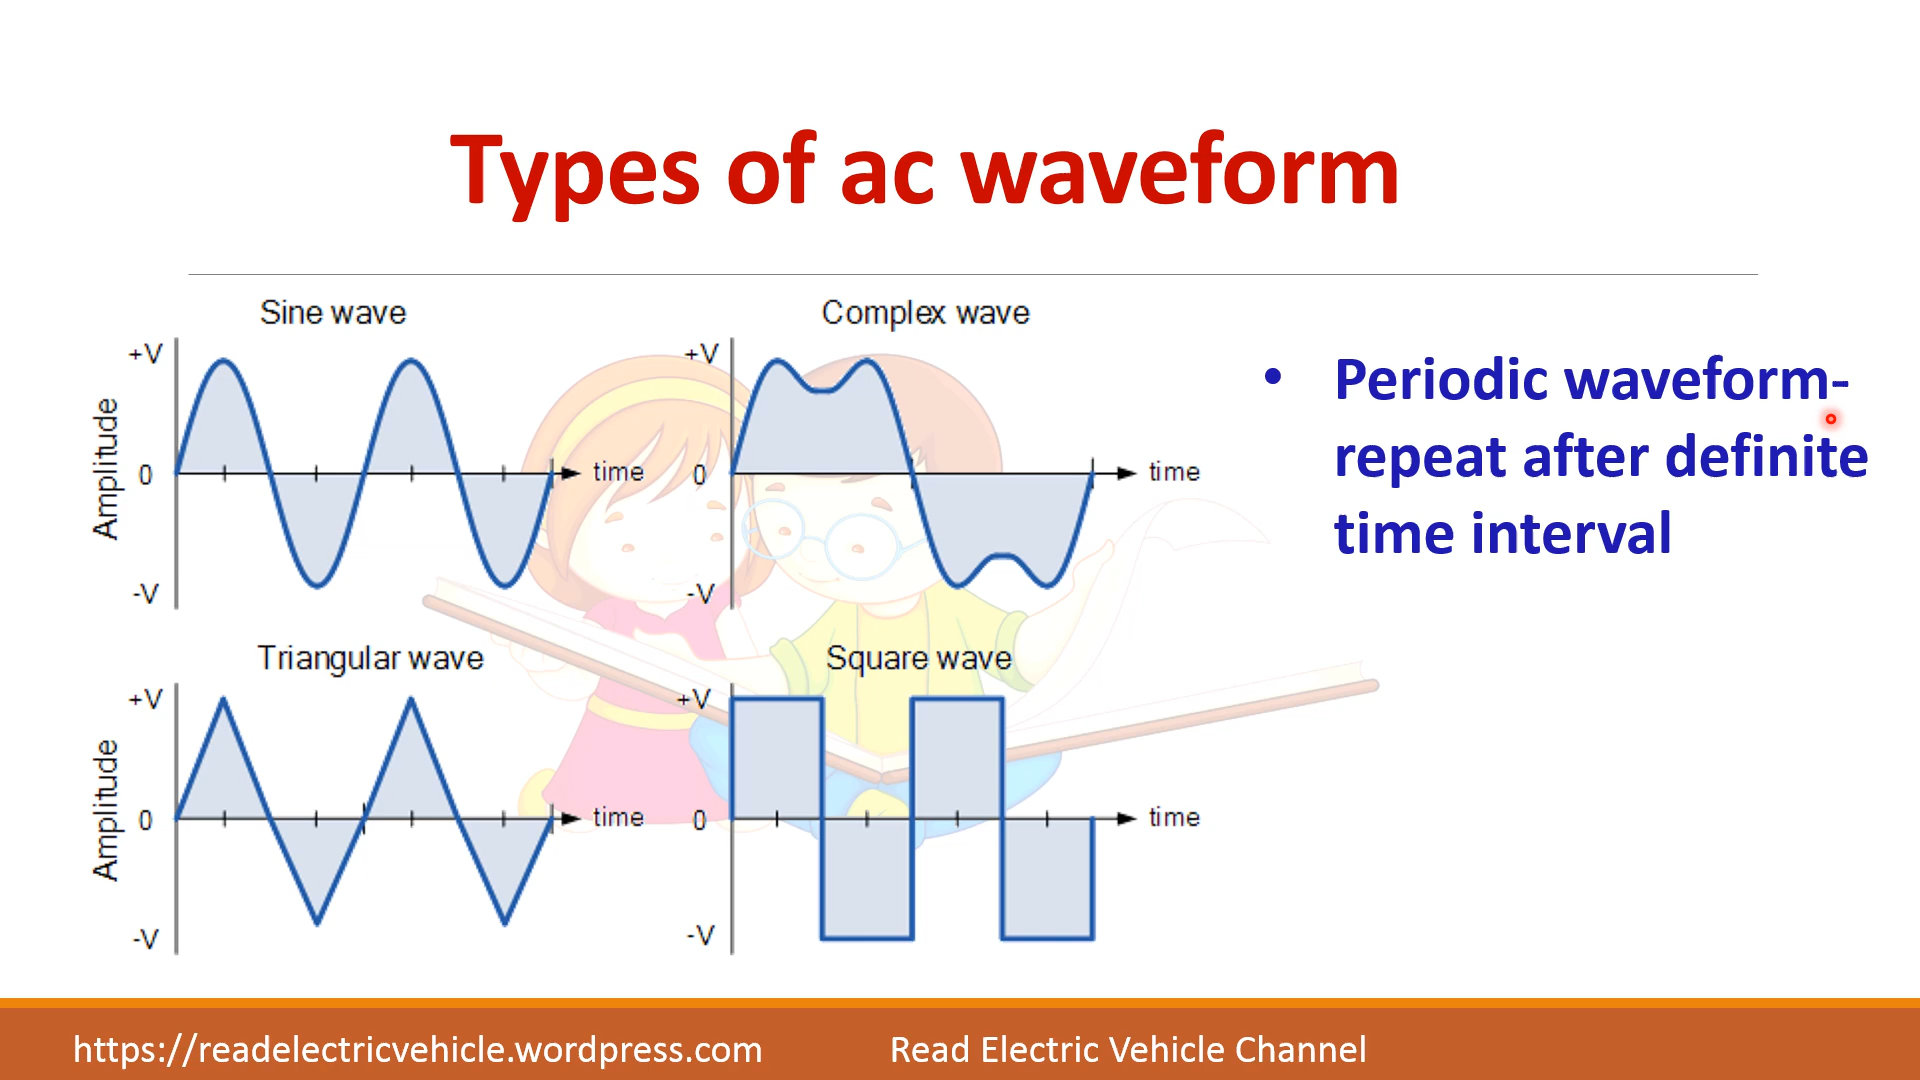 Types of ac waveform
Sine wave
+V
Amplitude
0
-V
time
Complex wave
+V
0
-V
time
• Periodic waveform-
repeat after definite
time interval
Triangular wave
+V
Amplitude
0
-V
time
Square wave
+V
0
-V
time
https://readelectricvehicle.wordpress.com
Read Electric Vehicle Channel